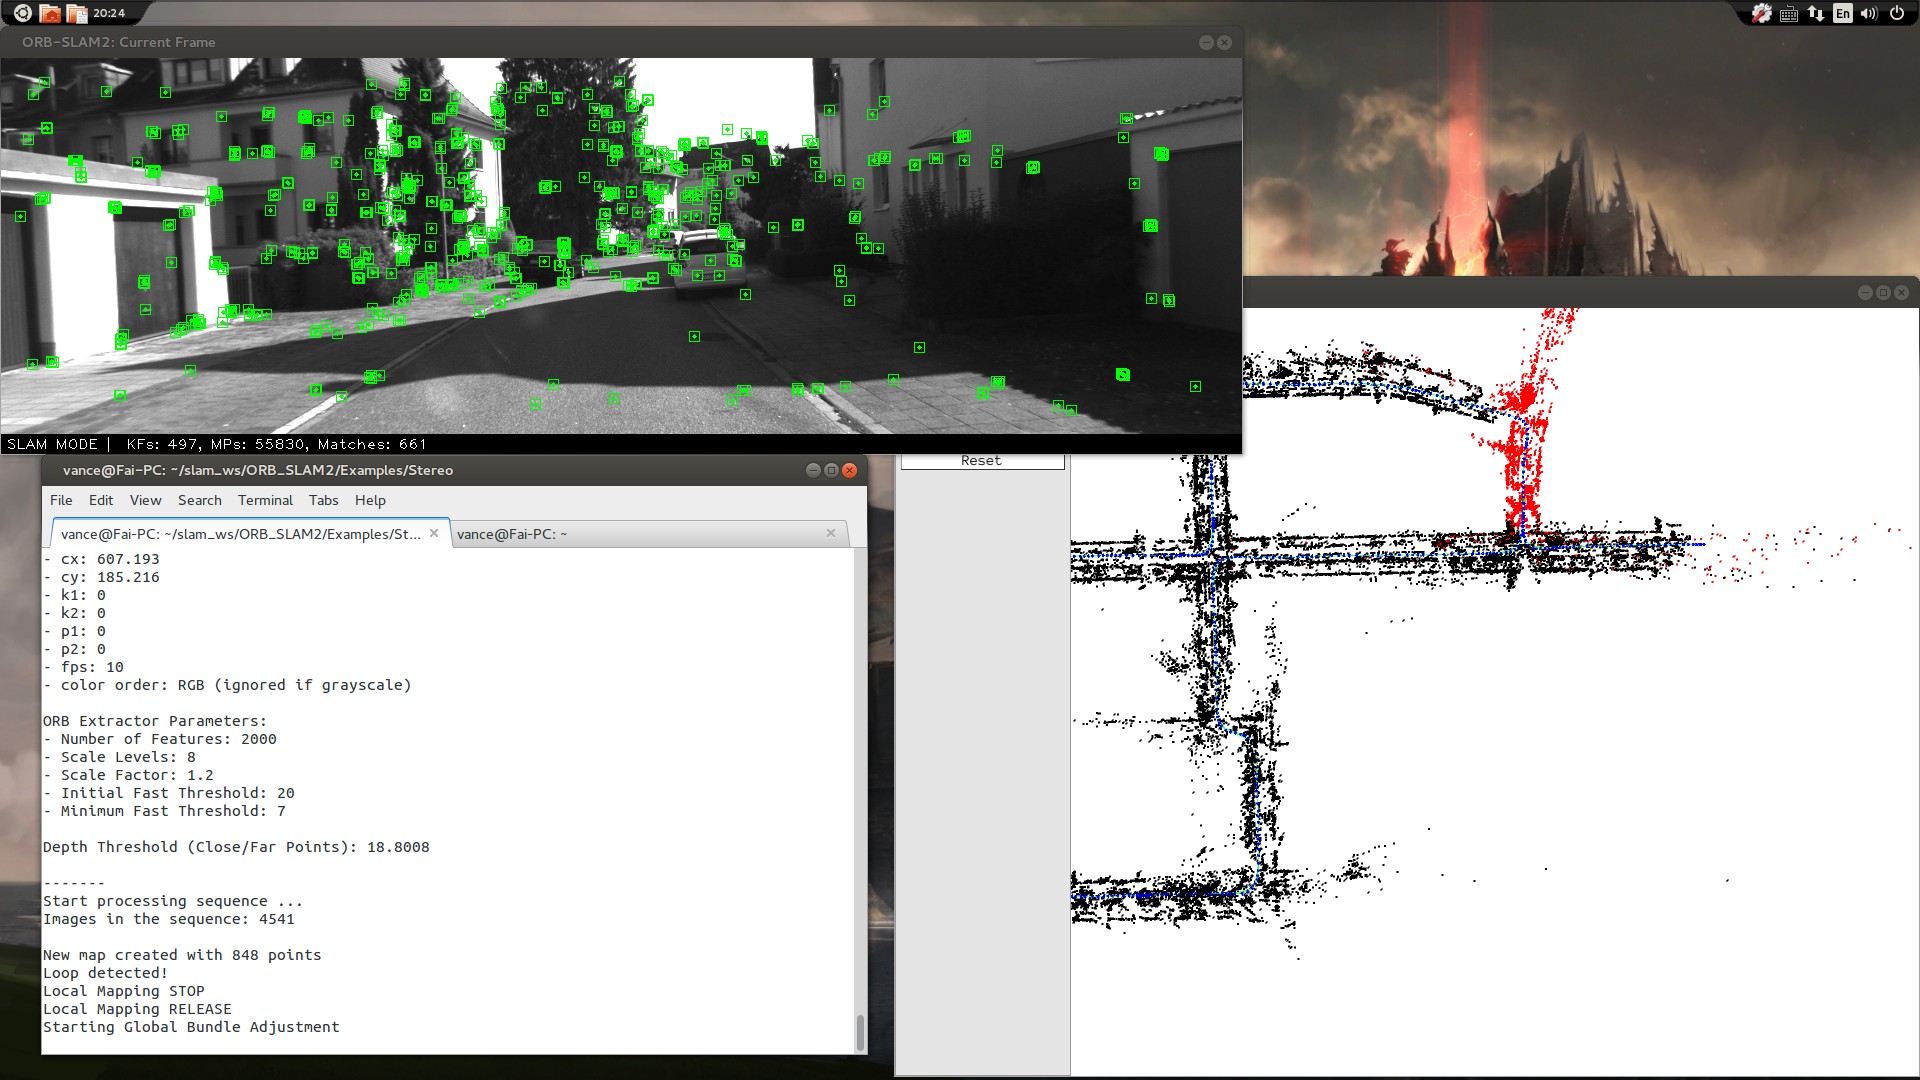 20:24
En
ORB-SLAM2: Current Frame
SLAM MODE |  KFs: 497, MPs: 55830, Matches: 661
Reset
vance@Fai-PC: ~/slam_ws/ORB_SLAM2/Examples/Stereo
File Edit View Search Terminal Tabs Help
vance@Fai-PC: ~/slam_ws/ORB_SLAM2/Examples/St... vance@Fai-PC: ~
- cx: 607.193
- cy: 185.216
- k1: 0
- k2: 0
- p1: 0
- p2: 0
- fps: 10
- color order: RGB (ignored if grayscale)
ORB Extractor Parameters:
- Number of Features: 2000
- Scale Levels: 8
- Scale Factor: 1.2
- Initial Fast Threshold: 20
- Minimum Fast Threshold: 7
Depth Threshold (Close/Far Points): 18.8008
-------
Start processing sequence ...
Images in the sequence: 4541
New map created with 848 points
Loop detected!
Local Mapping STOP
Local Mapping RELEASE
Starting Global Bundle Adjustment